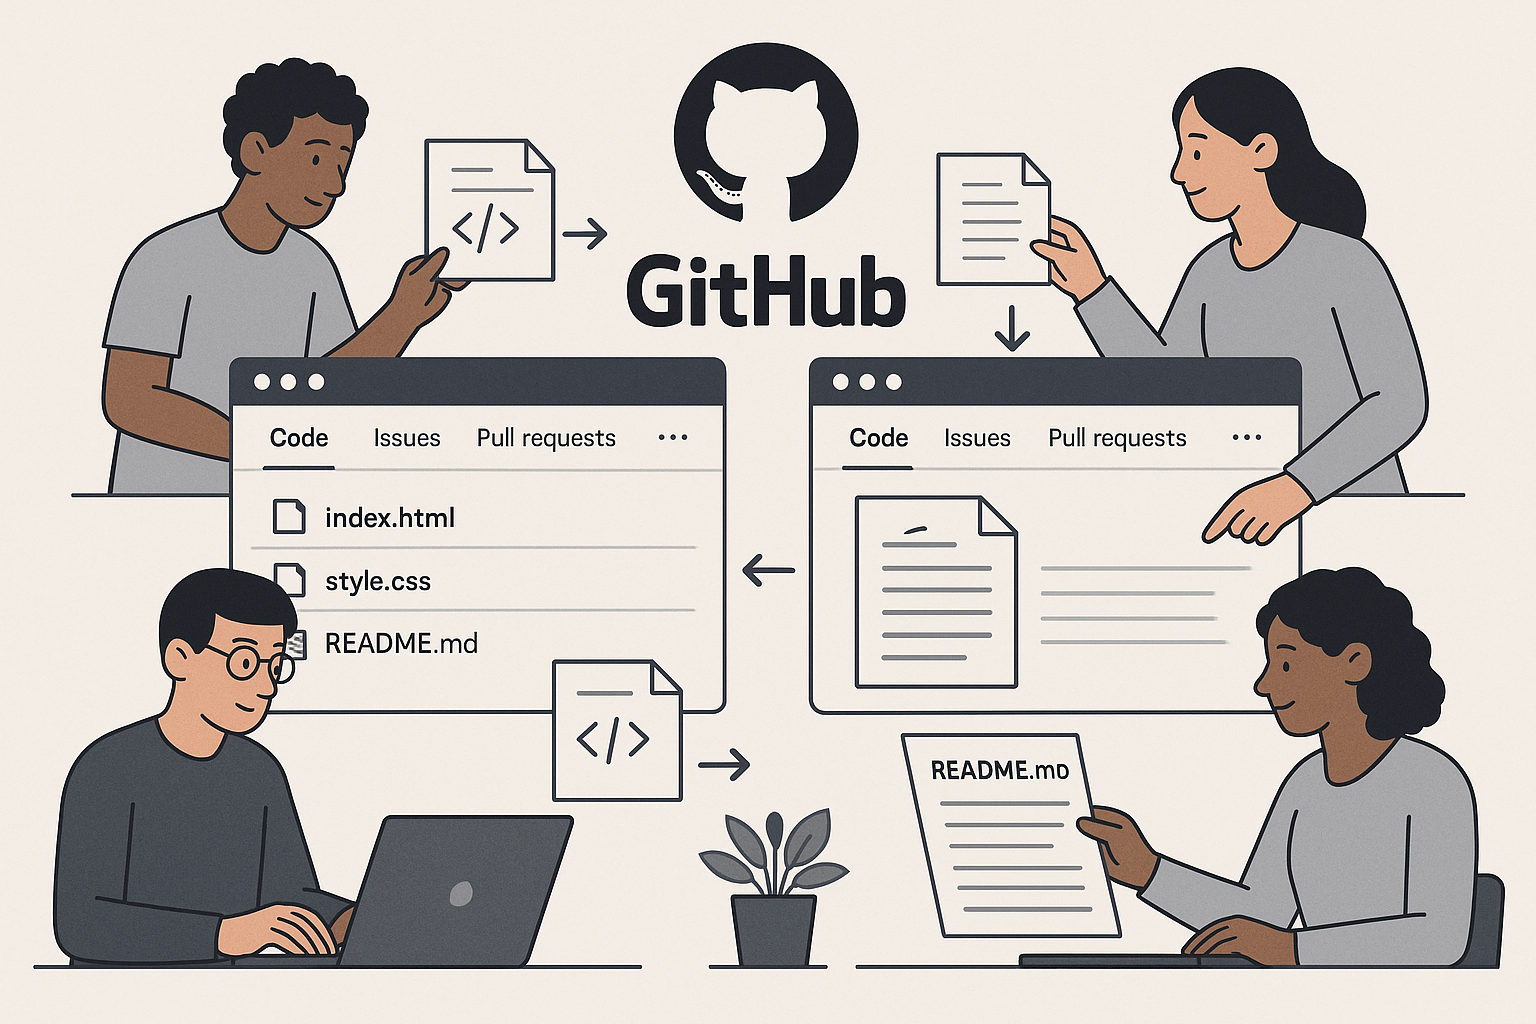 </>
GitHub
Code Issues Pull requests ...
index.html
style.css
README.md
</>
Code Issues Pull requests ...
README.md